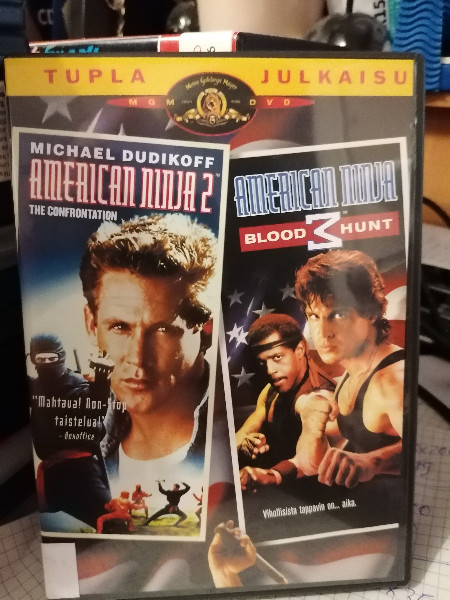 TUPLA JULKAISU
MGM DVD
MICHAEL DUDIKOFF
AMERICAN NINJA 2
THE CONFRONTATION
"Mahtava! Non-stop
taistelua!"
- Boxoffice
AMERICAN NINJA
BLOOD 3 HUNT
Vihollisista tappavin on... aika.